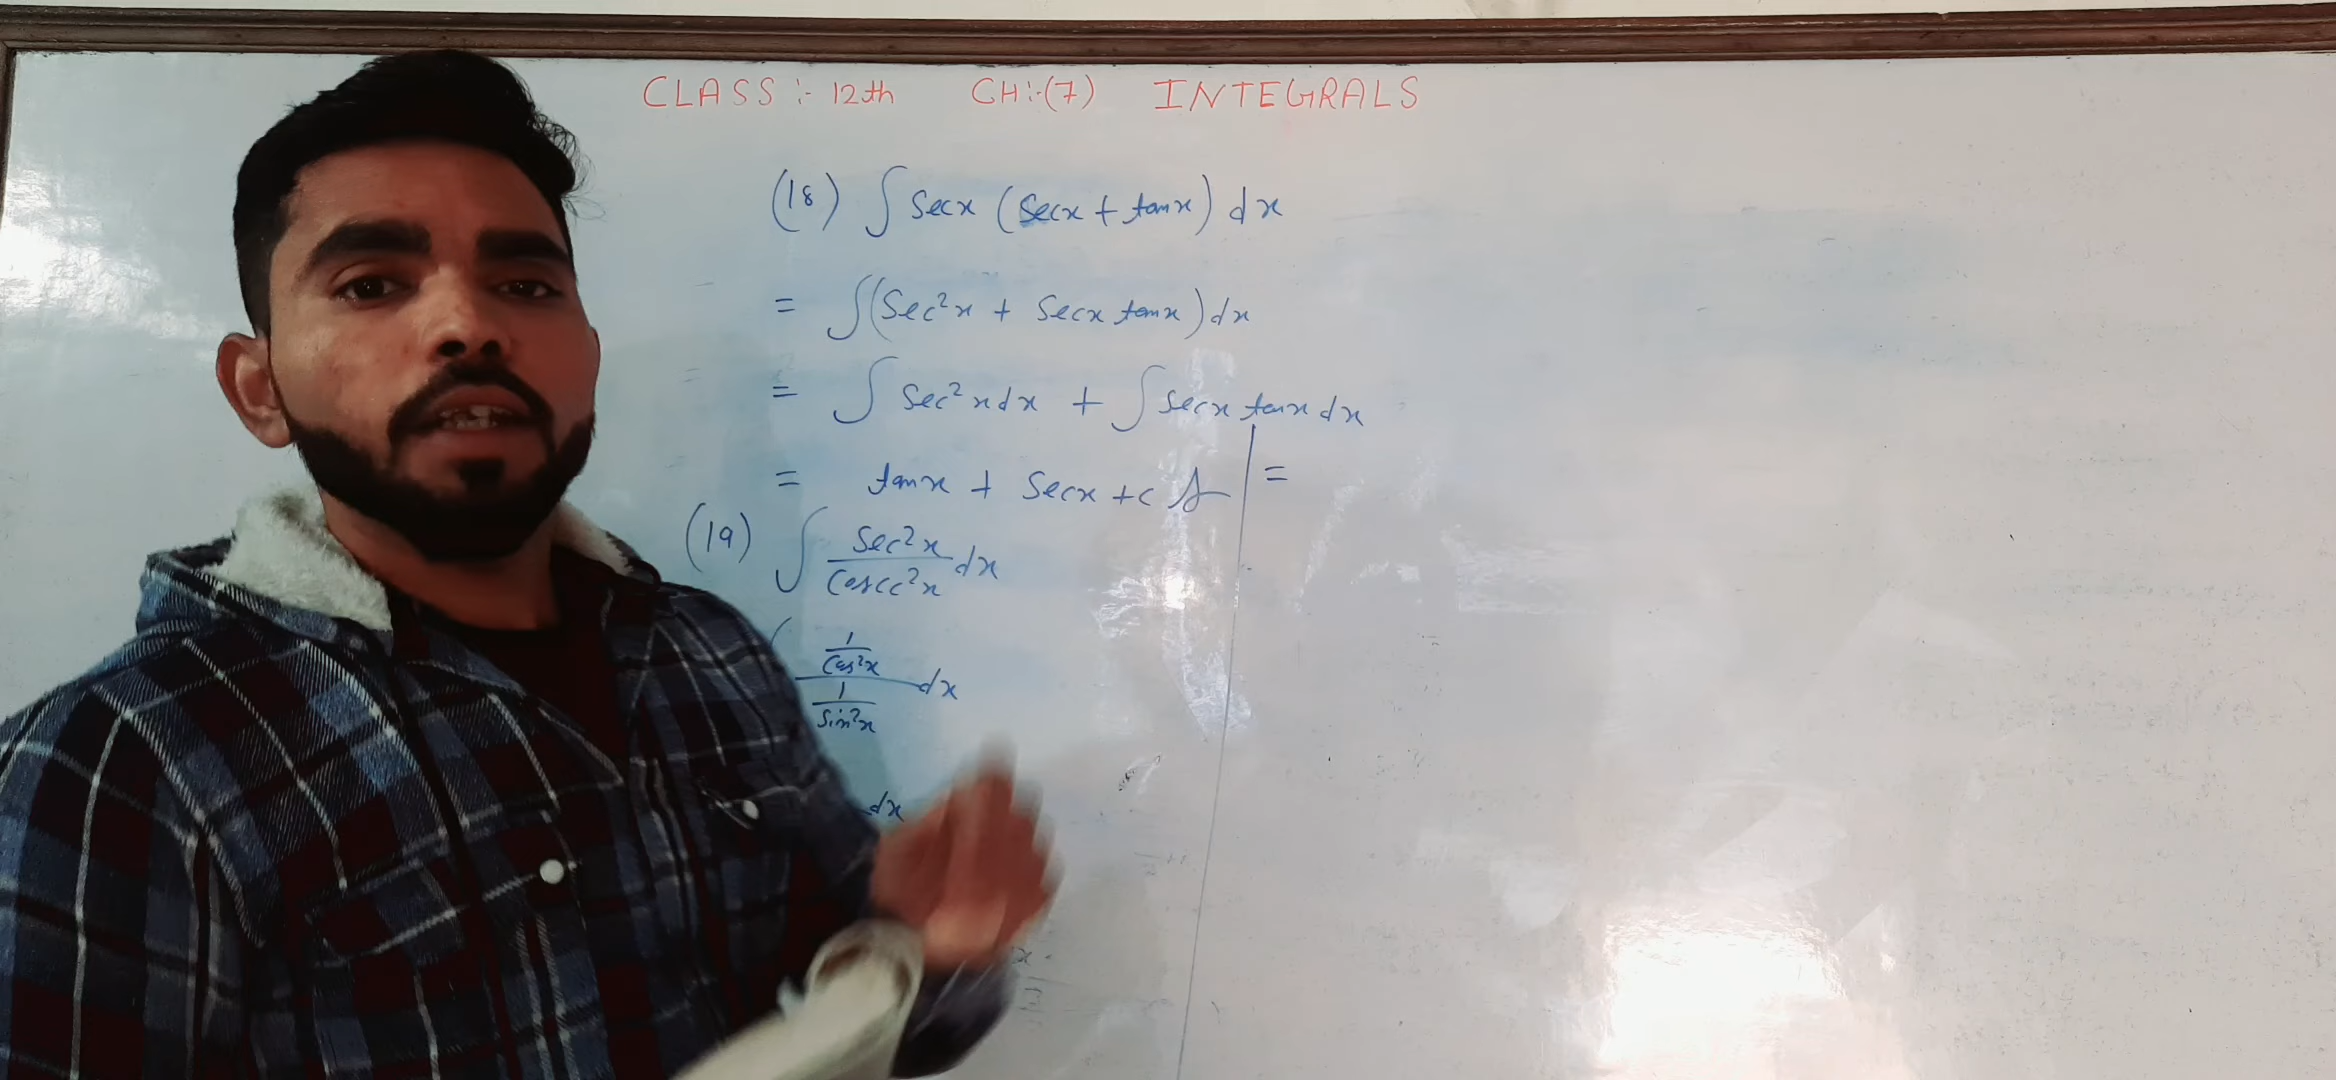 CLASS :- 12th CH:-(7) INTEGRALS
(18) ∫ Secx (Secx + tanx) dx
= ∫(Sec²x + Secx tanx)dx
= ∫ Sec²x dx + ∫ Secx tanx dx
= tanx + Secx + c =
(19) ∫ Sec²x / Cosec²x dx
1/Cos²x / 1/Sin²x dx
dx